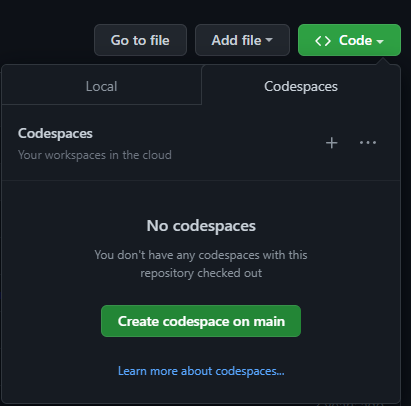 Go to file Add file <> Code
Local Codespaces
Codespaces
Your workspaces in the cloud
No codespaces
You don't have any codespaces with this
repository checked out
Create codespace on main
Learn more about codespaces...